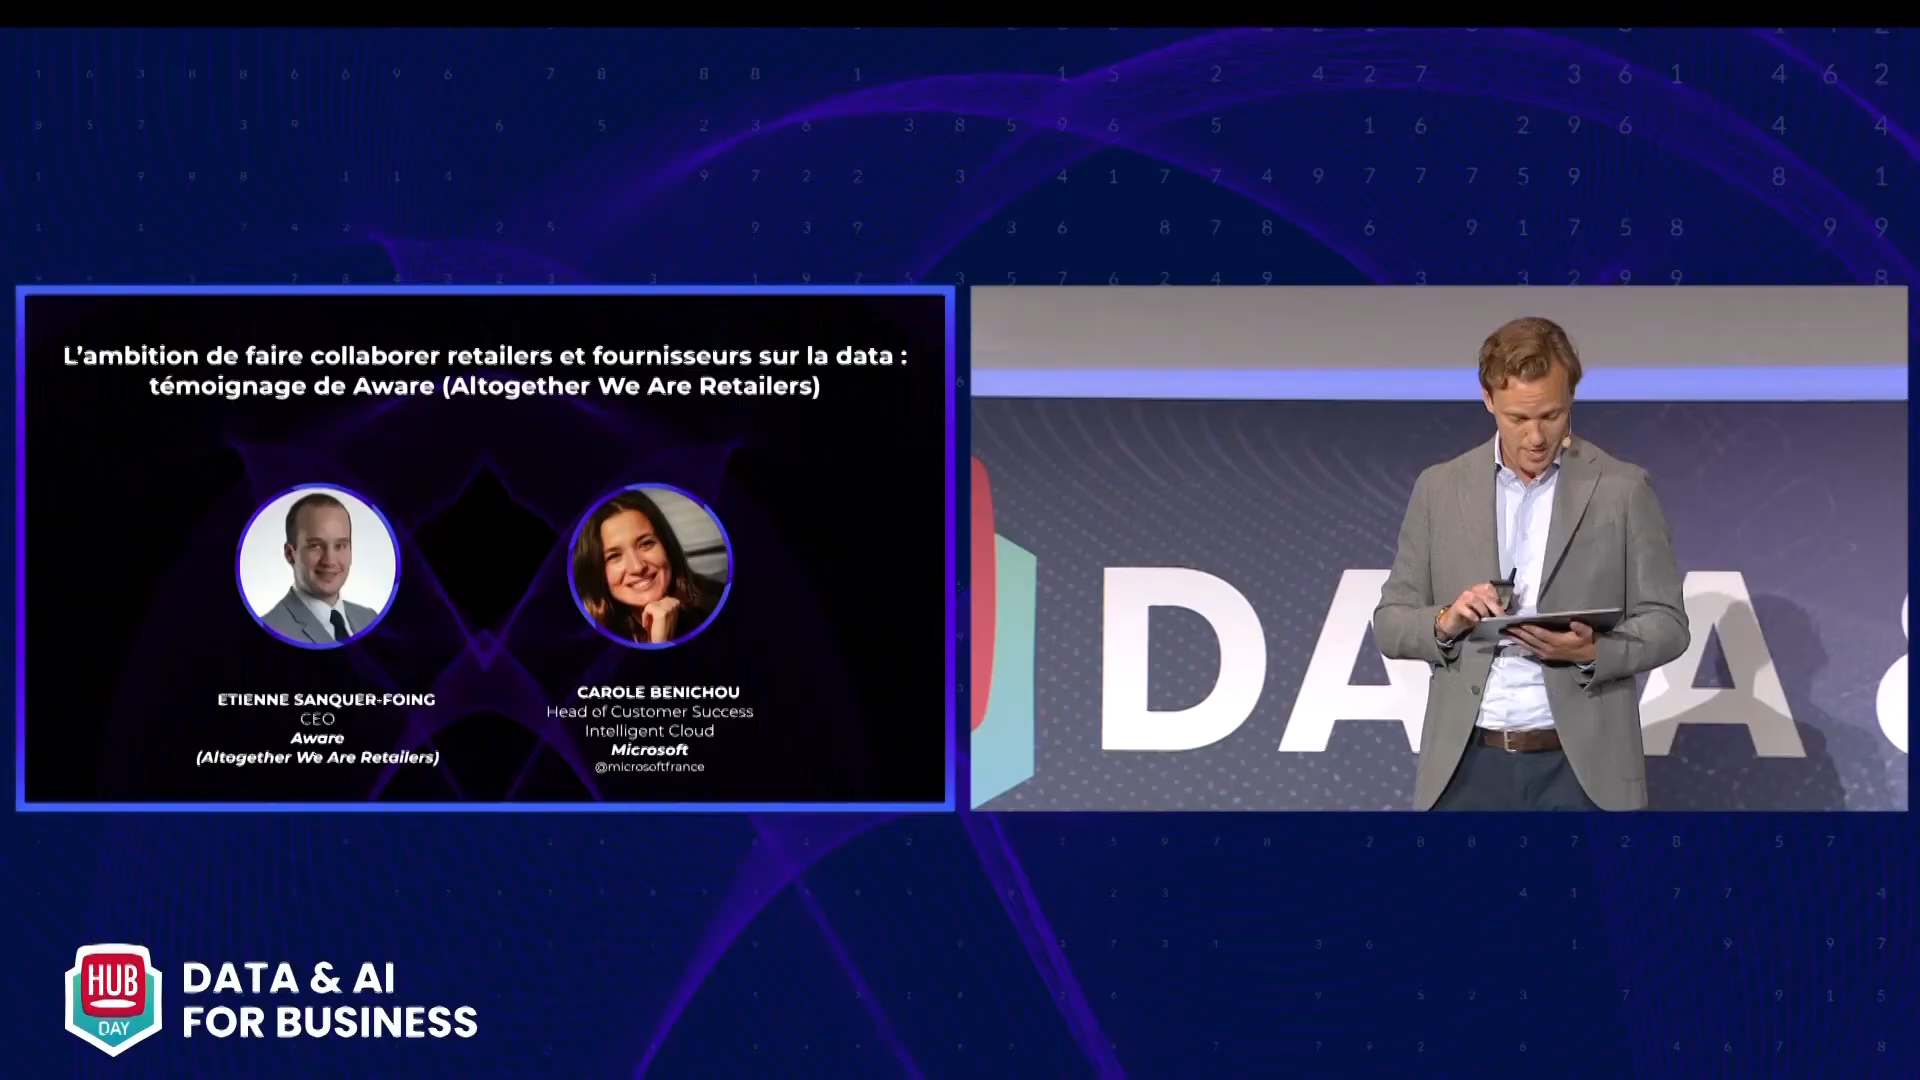 L'ambition de faire collaborer retailers et fournisseurs sur la data :
témoignage de Aware (Altogether We Are Retailers)
ETIENNE SANQUER-FOING
CEO
Aware
(Altogether We Are Retailers)
CAROLE BENICHOU
Head of Customer Success
Intelligent Cloud
Microsoft
@microsoftfrance
DATA &
HUB
DAY
DATA & AI
FOR BUSINESS